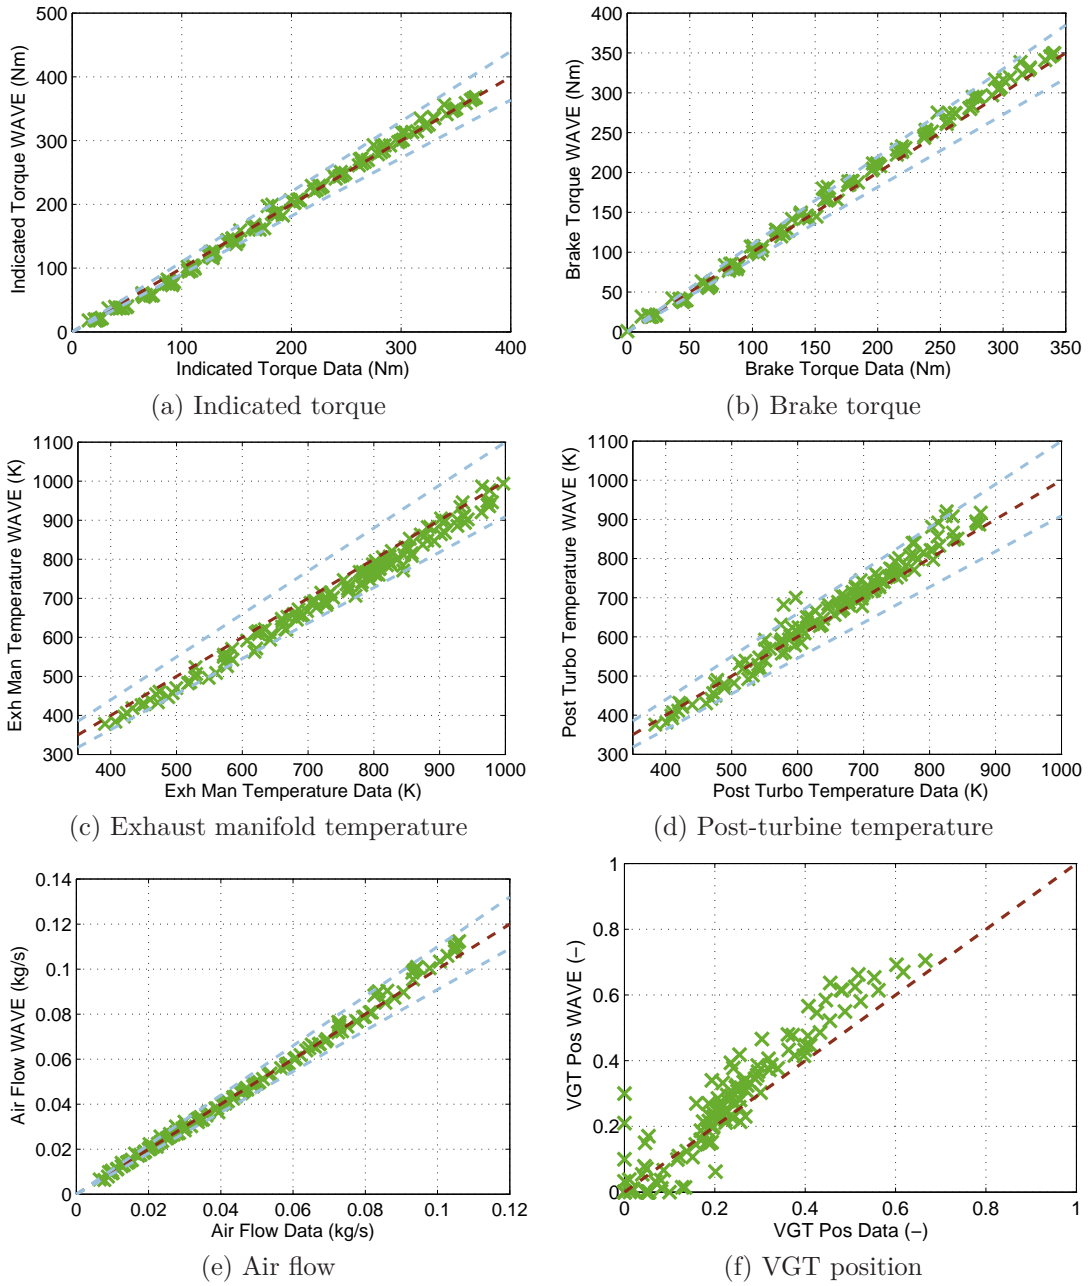 500
400
300
200
100
0
0 100 200 300 400
Indicated Torque WAVE (Nm)
Indicated Torque Data (Nm)
(a) Indicated torque
400
350
300
250
200
150
100
50
0
0 50 100 150 200 250 300 350
Brake Torque WAVE (Nm)
Brake Torque Data (Nm)
(b) Brake torque
1100
1000
900
800
700
600
500
400
300
400 500 600 700 800 900 1000
Exh Man Temperature WAVE (K)
Exh Man Temperature Data (K)
(c) Exhaust manifold temperature
1100
1000
900
800
700
600
500
400
300
400 500 600 700 800 900 1000
Post Turbo Temperature WAVE (K)
Post Turbo Temperature Data (K)
(d) Post-turbine temperature
0.14
0.12
0.1
0.08
0.06
0.04
0.02
0
0 0.02 0.04 0.06 0.08 0.1 0.12
Air Flow WAVE (kg/s)
Air Flow Data (kg/s)
(e) Air flow
1
0.8
0.6
0.4
0.2
0
0 0.2 0.4 0.6 0.8 1
VGT Pos WAVE (−)
VGT Pos Data (−)
(f) VGT position